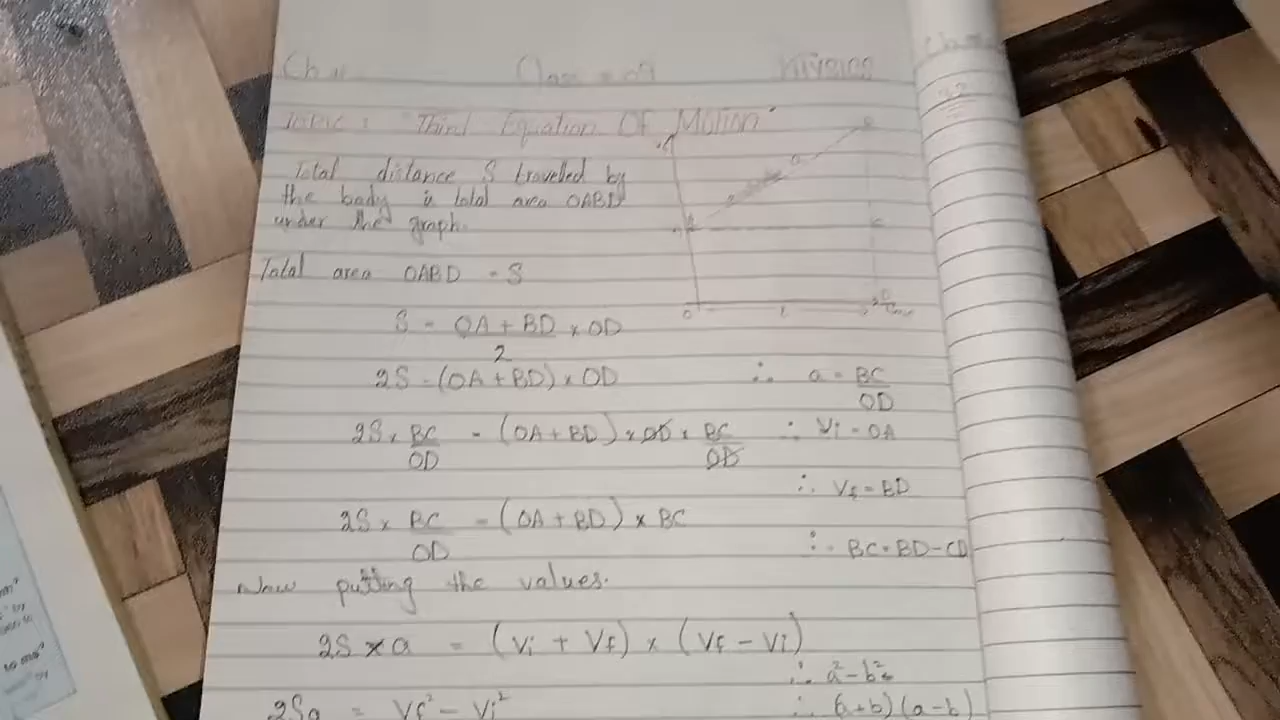 Class = 09
Topic: Third Equation Of Motion
Total distance S travelled by
the body is total area OABD
under the graph.
Total area OABD = S
S = OA + BD × OD
2
2S = (OA + BD) × OD
∴ a = BC
OD
2S × BC = (OA + BD) × OD × BC
OD OD
∴ Vi = OA
∴ Vf = BD
2S × BC = (OA + BD) × BC
OD
∴ BC = BD - CD
Now putting the values.
2S × a = (Vi + Vf) × (Vf - Vi)
∴ a² - b² =
2Sa = Vf² - Vi²
∴ (a+b)(a-b)